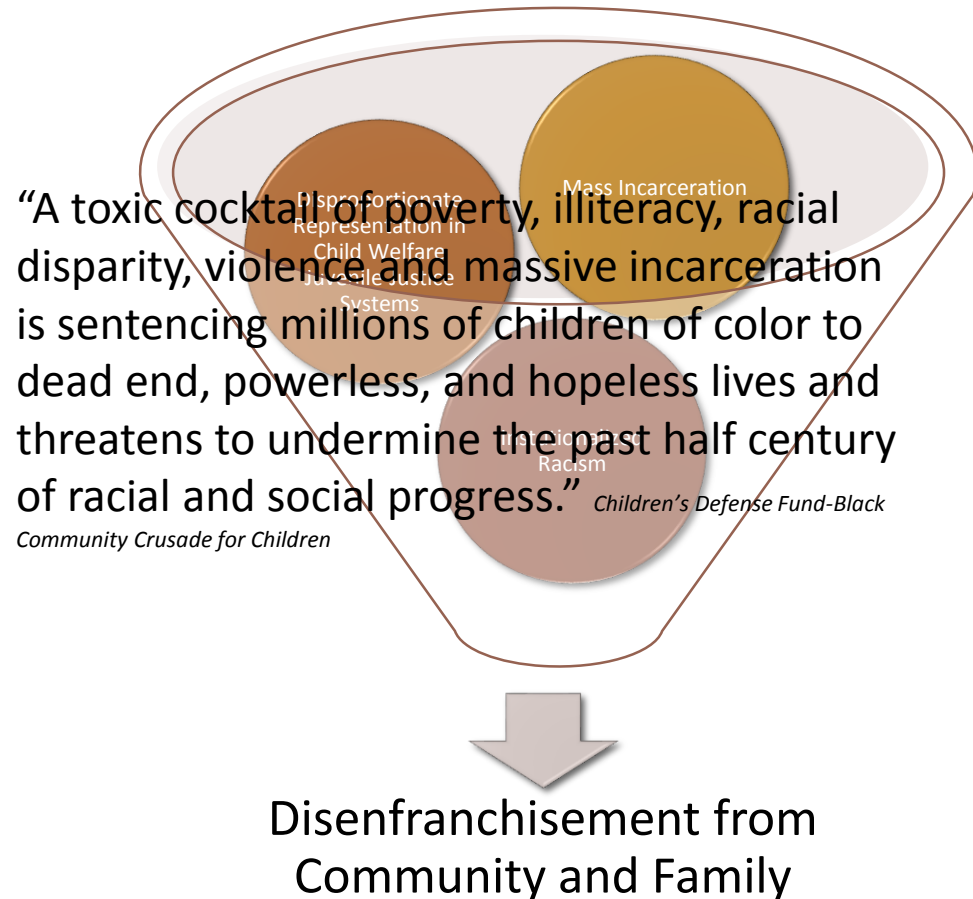 “A toxic cocktail of poverty, illiteracy, racial
disparity, violence and massive incarceration
is sentencing millions of children of color to
dead end, powerless, and hopeless lives and
threatens to undermine the past half century
of racial and social progress.” Children’s Defense Fund-Black
Community Crusade for Children
Disproportionate
Representation in
Child Welfare
Juvenile Justice
Systems
Mass Incarceration
Institutionalized
Racism
Disenfranchisement from
Community and Family